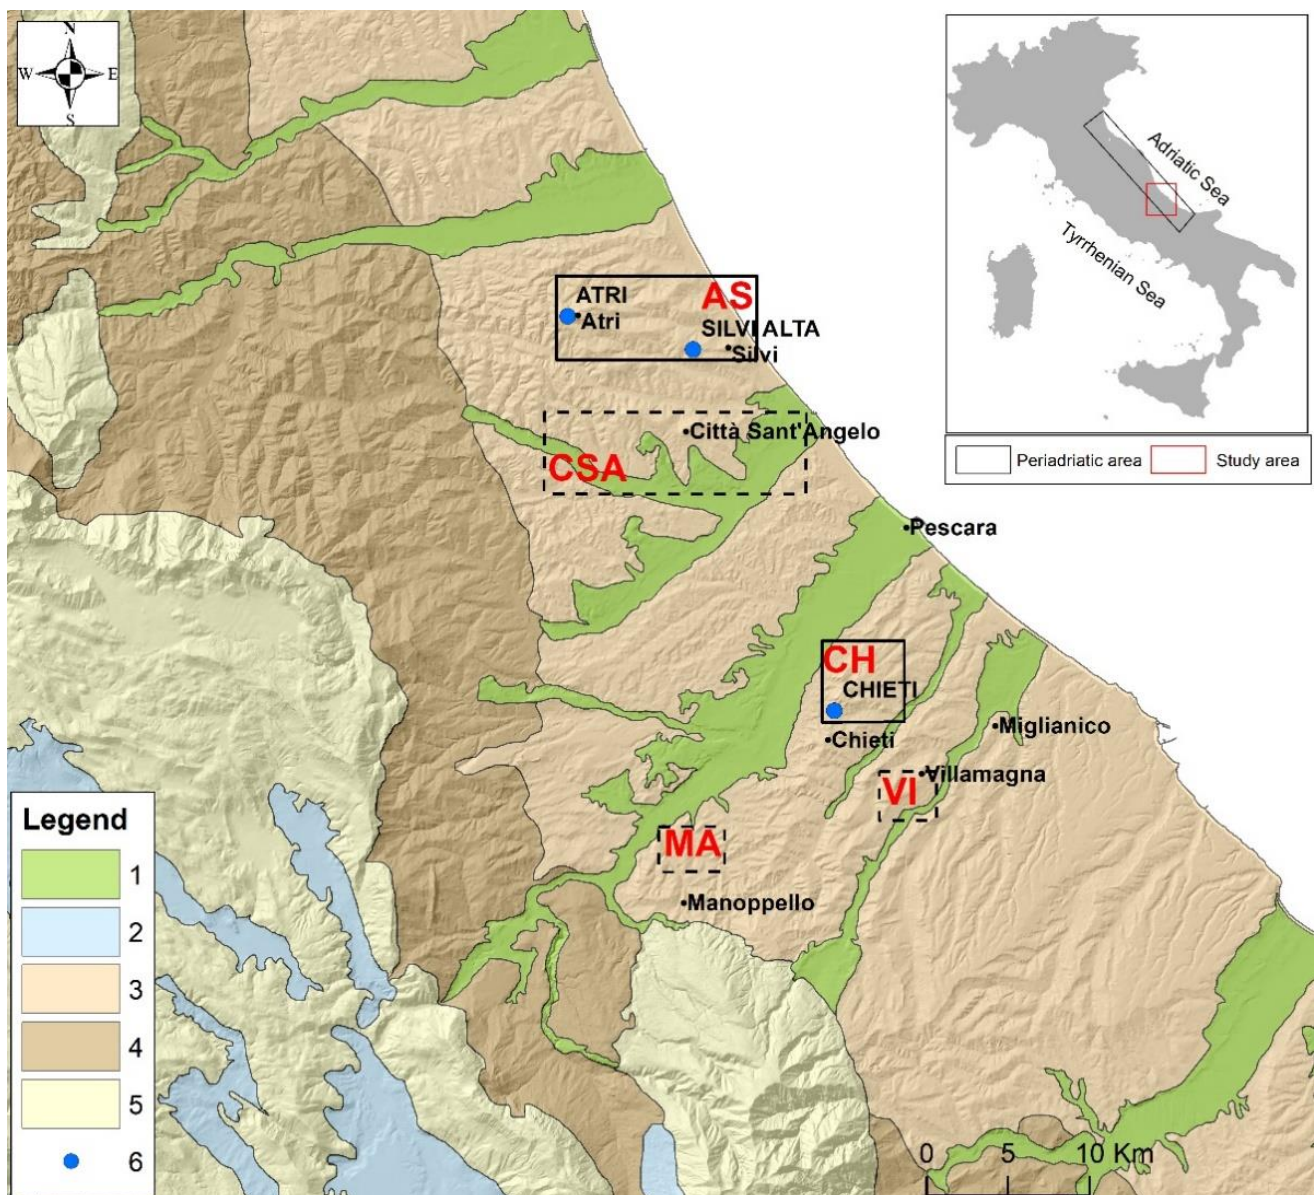 N
W E
S
Adriatic Sea
Tyrrhenian Sea
Periadriatic area
Study area
ATRI
AS
Atri
SILVI ALTA
Silvi
Città Sant'Angelo
CSA
Pescara
CH
CHIETI
Chieti
Miglianico
Villamagna
VI
MA
Manoppello
Legend
1
2
3
4
5
6
0 5 10 Km